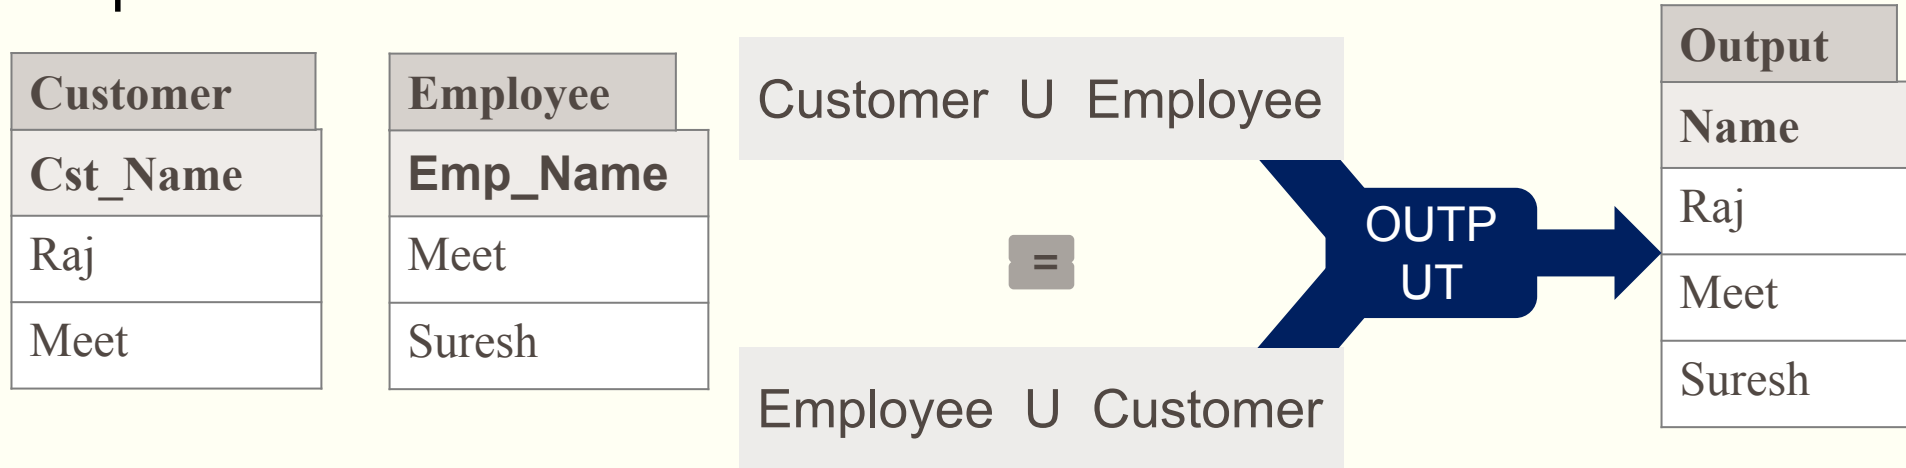 Customer
Cst_Name
Raj
Meet
Employee
Emp_Name
Meet
Suresh
Customer U Employee
=
Employee U Customer
OUTP
UT
Output
Name
Raj
Meet
Suresh